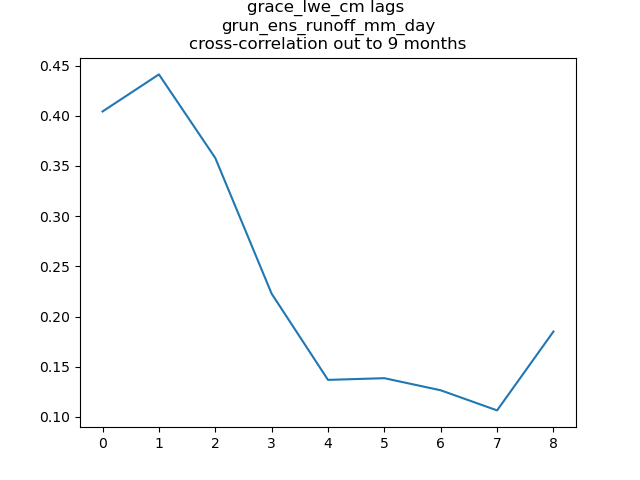 grace_lwe_cm lags
grun_ens_runoff_mm_day
cross-correlation out to 9 months
0.45
0.40
0.35
0.30
0.25
0.20
0.15
0.10
0 1 2 3 4 5 6 7 8